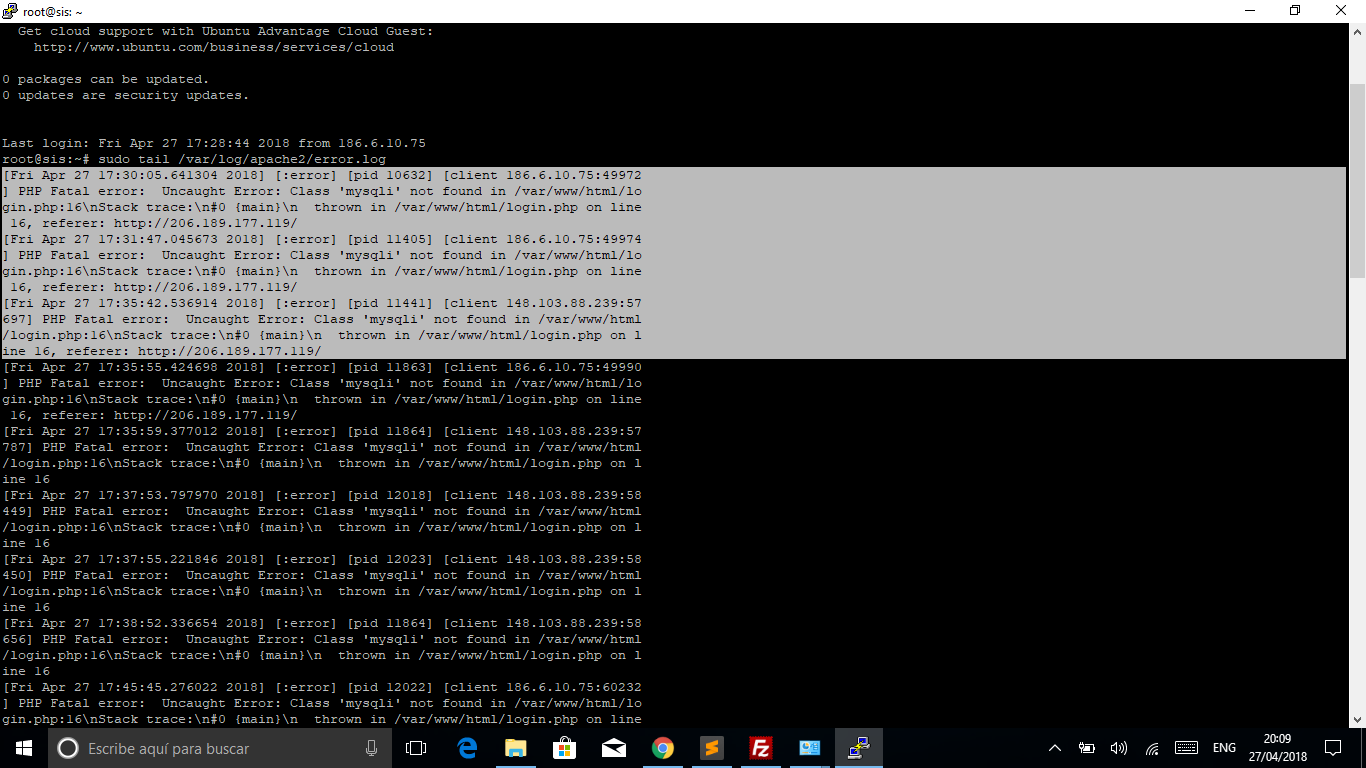 root@sis: ~
Get cloud support with Ubuntu Advantage Cloud Guest:
http://www.ubuntu.com/business/services/cloud
0 packages can be updated.
0 updates are security updates.
Last login: Fri Apr 27 17:28:44 2018 from 186.6.10.75
root@sis:~# sudo tail /var/log/apache2/error.log
[Fri Apr 27 17:30:05.641304 2018] [:error] [pid 10632] [client 186.6.10.75:49972
] PHP Fatal error:  Uncaught Error: Class 'mysqli' not found in /var/www/html/lo
gin.php:16\nStack trace:\n#0 {main}\n  thrown in /var/www/html/login.php on line
16, referer: http://206.189.177.119/
[Fri Apr 27 17:31:47.045673 2018] [:error] [pid 11405] [client 186.6.10.75:49974
] PHP Fatal error:  Uncaught Error: Class 'mysqli' not found in /var/www/html/lo
gin.php:16\nStack trace:\n#0 {main}\n  thrown in /var/www/html/login.php on line
16, referer: http://206.189.177.119/
[Fri Apr 27 17:35:42.536914 2018] [:error] [pid 11441] [client 148.103.88.239:57
697] PHP Fatal error:  Uncaught Error: Class 'mysqli' not found in /var/www/html
/login.php:16\nStack trace:\n#0 {main}\n  thrown in /var/www/html/login.php on l
ine 16, referer: http://206.189.177.119/
[Fri Apr 27 17:35:55.424698 2018] [:error] [pid 11863] [client 186.6.10.75:49990
] PHP Fatal error:  Uncaught Error: Class 'mysqli' not found in /var/www/html/lo
gin.php:16\nStack trace:\n#0 {main}\n  thrown in /var/www/html/login.php on line
16, referer: http://206.189.177.119/
[Fri Apr 27 17:35:59.377012 2018] [:error] [pid 11864] [client 148.103.88.239:57
787] PHP Fatal error:  Uncaught Error: Class 'mysqli' not found in /var/www/html
/login.php:16\nStack trace:\n#0 {main}\n  thrown in /var/www/html/login.php on l
ine 16
[Fri Apr 27 17:37:53.797970 2018] [:error] [pid 12018] [client 148.103.88.239:58
449] PHP Fatal error:  Uncaught Error: Class 'mysqli' not found in /var/www/html
/login.php:16\nStack trace:\n#0 {main}\n  thrown in /var/www/html/login.php on l
ine 16
[Fri Apr 27 17:37:55.221846 2018] [:error] [pid 12023] [client 148.103.88.239:58
450] PHP Fatal error:  Uncaught Error: Class 'mysqli' not found in /var/www/html
/login.php:16\nStack trace:\n#0 {main}\n  thrown in /var/www/html/login.php on l
ine 16
[Fri Apr 27 17:38:52.336654 2018] [:error] [pid 11864] [client 148.103.88.239:58
656] PHP Fatal error:  Uncaught Error: Class 'mysqli' not found in /var/www/html
/login.php:16\nStack trace:\n#0 {main}\n  thrown in /var/www/html/login.php on l
ine 16
[Fri Apr 27 17:45:45.276022 2018] [:error] [pid 12022] [client 186.6.10.75:60232
] PHP Fatal error:  Uncaught Error: Class 'mysqli' not found in /var/www/html/lo
gin.php:16\nStack trace:\n#0 {main}\n  thrown in /var/www/html/login.php on line
Escribe aquí para buscar
ENG
20:09
27/04/2018